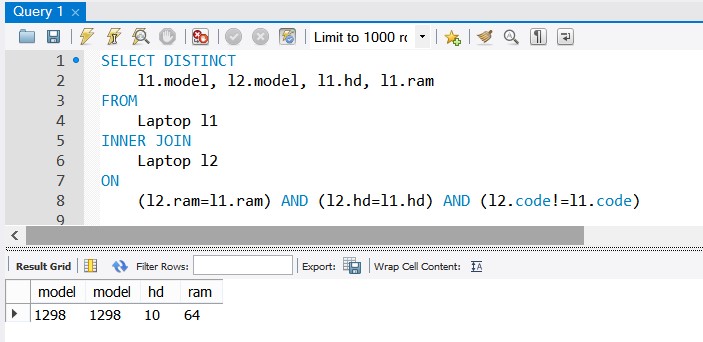 Query 1 ×
Limit to 1000 rc
1 SELECT DISTINCT
2 l1.model, l2.model, l1.hd, l1.ram
3 FROM
4 Laptop l1
5 INNER JOIN
6 Laptop l2
7 ON
8 (l2.ram=l1.ram) AND (l2.hd=l1.hd) AND (l2.code!=l1.code)
9
Result Grid Filter Rows: Export: Wrap Cell Content: IA
model model hd ram
1298 1298 10 64